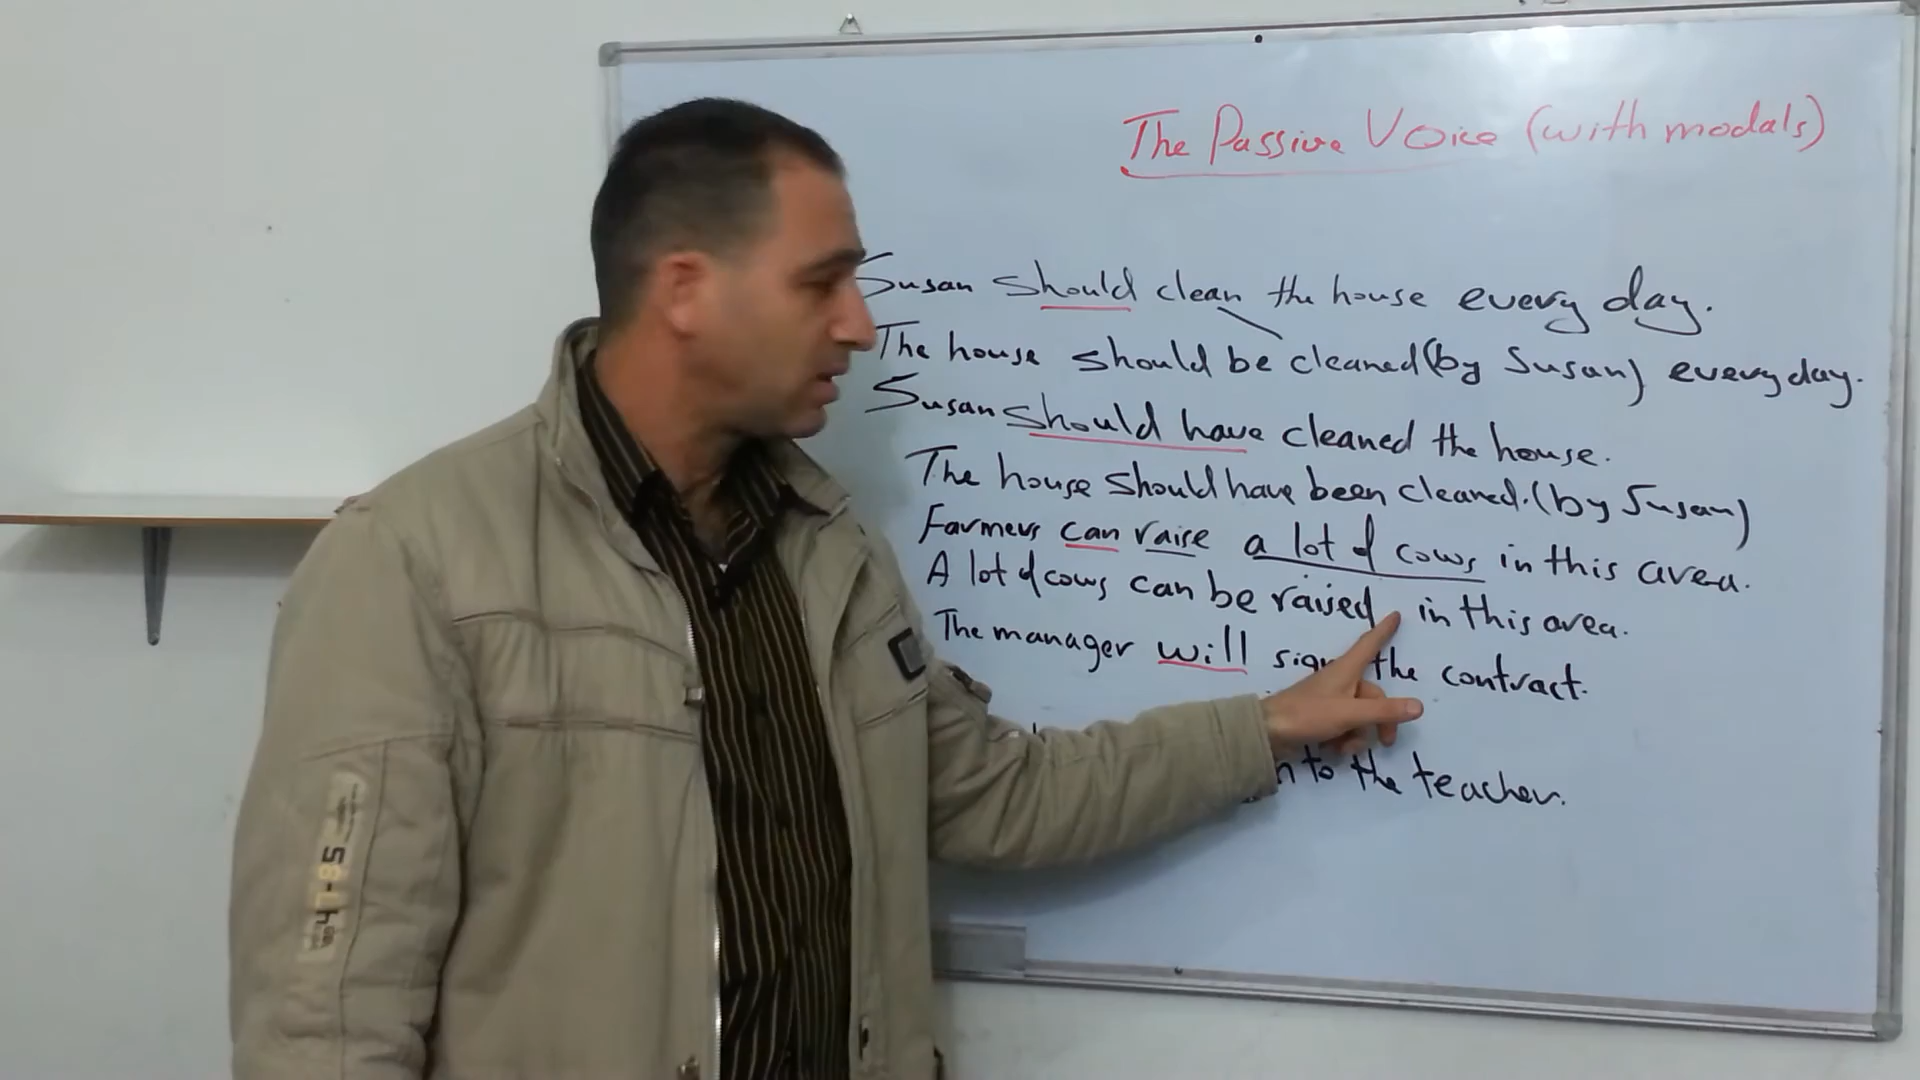 The Passive Voice (with modals)
Susan should clean the house every day.
The house should be cleaned (by Susan) every day.
Susan should have cleaned the house.
The house should have been cleaned. (by Susan)
Farmers can raise a lot of cows in this area.
A lot of cows can be raised in this area.
The manager will sign the contract.
to the teacher.
58-L